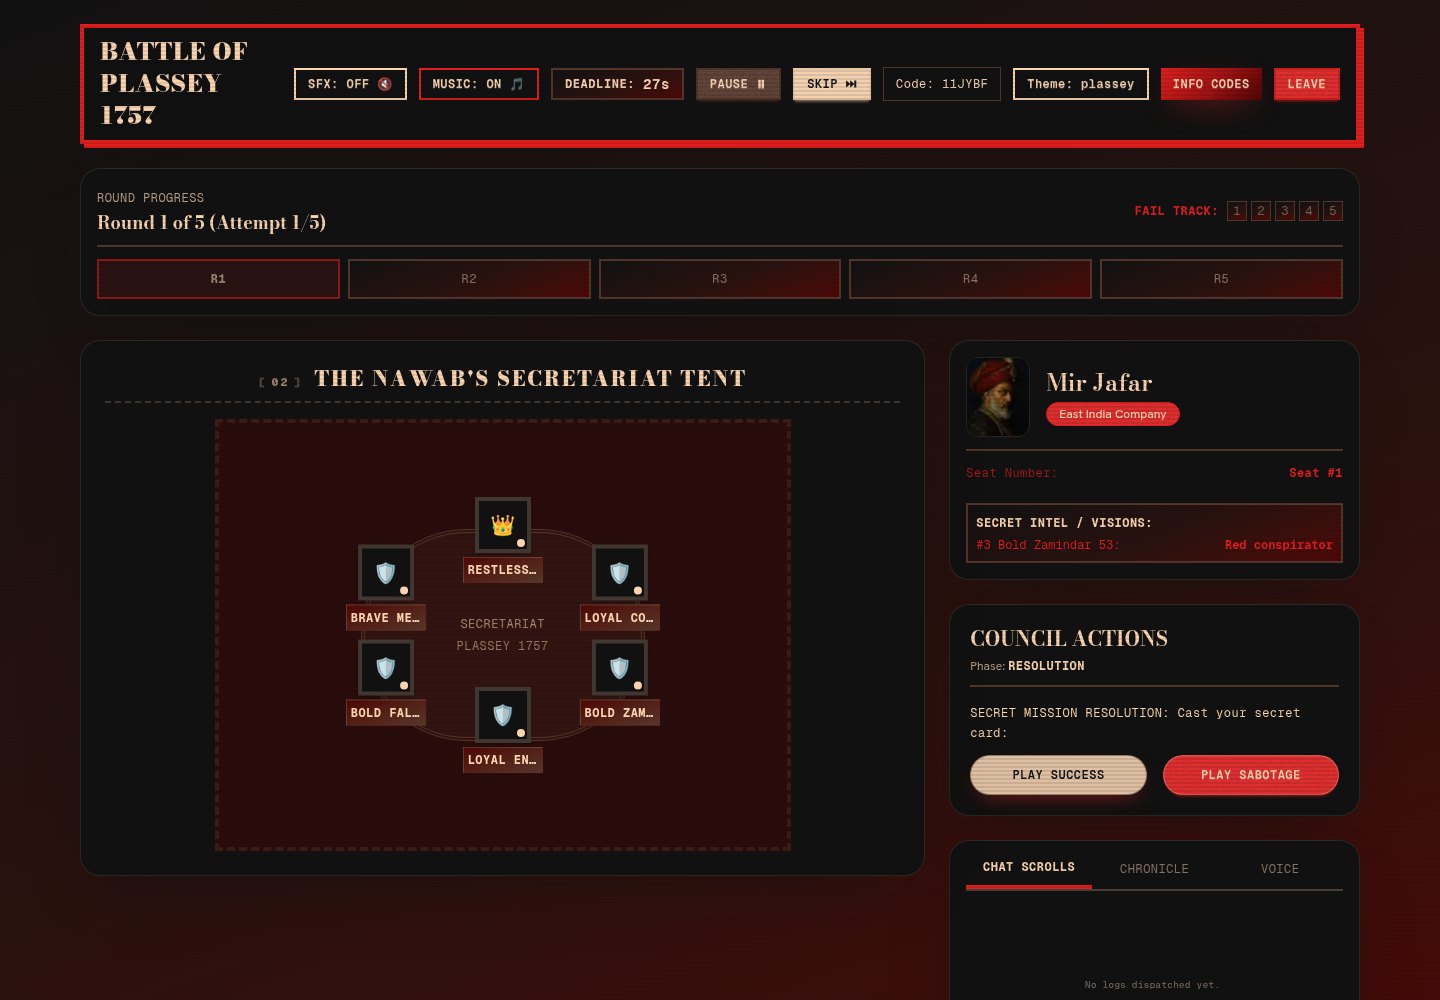 BATTLE OF
PLASSEY
1757
SFX: OFF 🔇
MUSIC: ON 🎵
DEADLINE: 27s
PAUSE ⏸
SKIP ⏭
Code: 11JYBF
Theme: plassey
INFO CODES
LEAVE
ROUND PROGRESS
Round 1 of 5 (Attempt 1/5)
FAIL TRACK: 1 2 3 4 5
R1
R2
R3
R4
R5
[ 02 ] THE NAWAB'S SECRETARIAT TENT
RESTLESS…
BRAVE ME…
LOYAL CO…
SECRETARIAT
PLASSEY 1757
BOLD FAL…
BOLD ZAM…
LOYAL EN…
Mir Jafar
East India Company
Seat Number: Seat #1
SECRET INTEL / VISIONS:
#3 Bold Zamindar 53: Red conspirator
COUNCIL ACTIONS
Phase: RESOLUTION
SECRET MISSION RESOLUTION: Cast your secret
card:
PLAY SUCCESS
PLAY SABOTAGE
CHAT SCROLLS
CHRONICLE
VOICE
No logs dispatched yet.